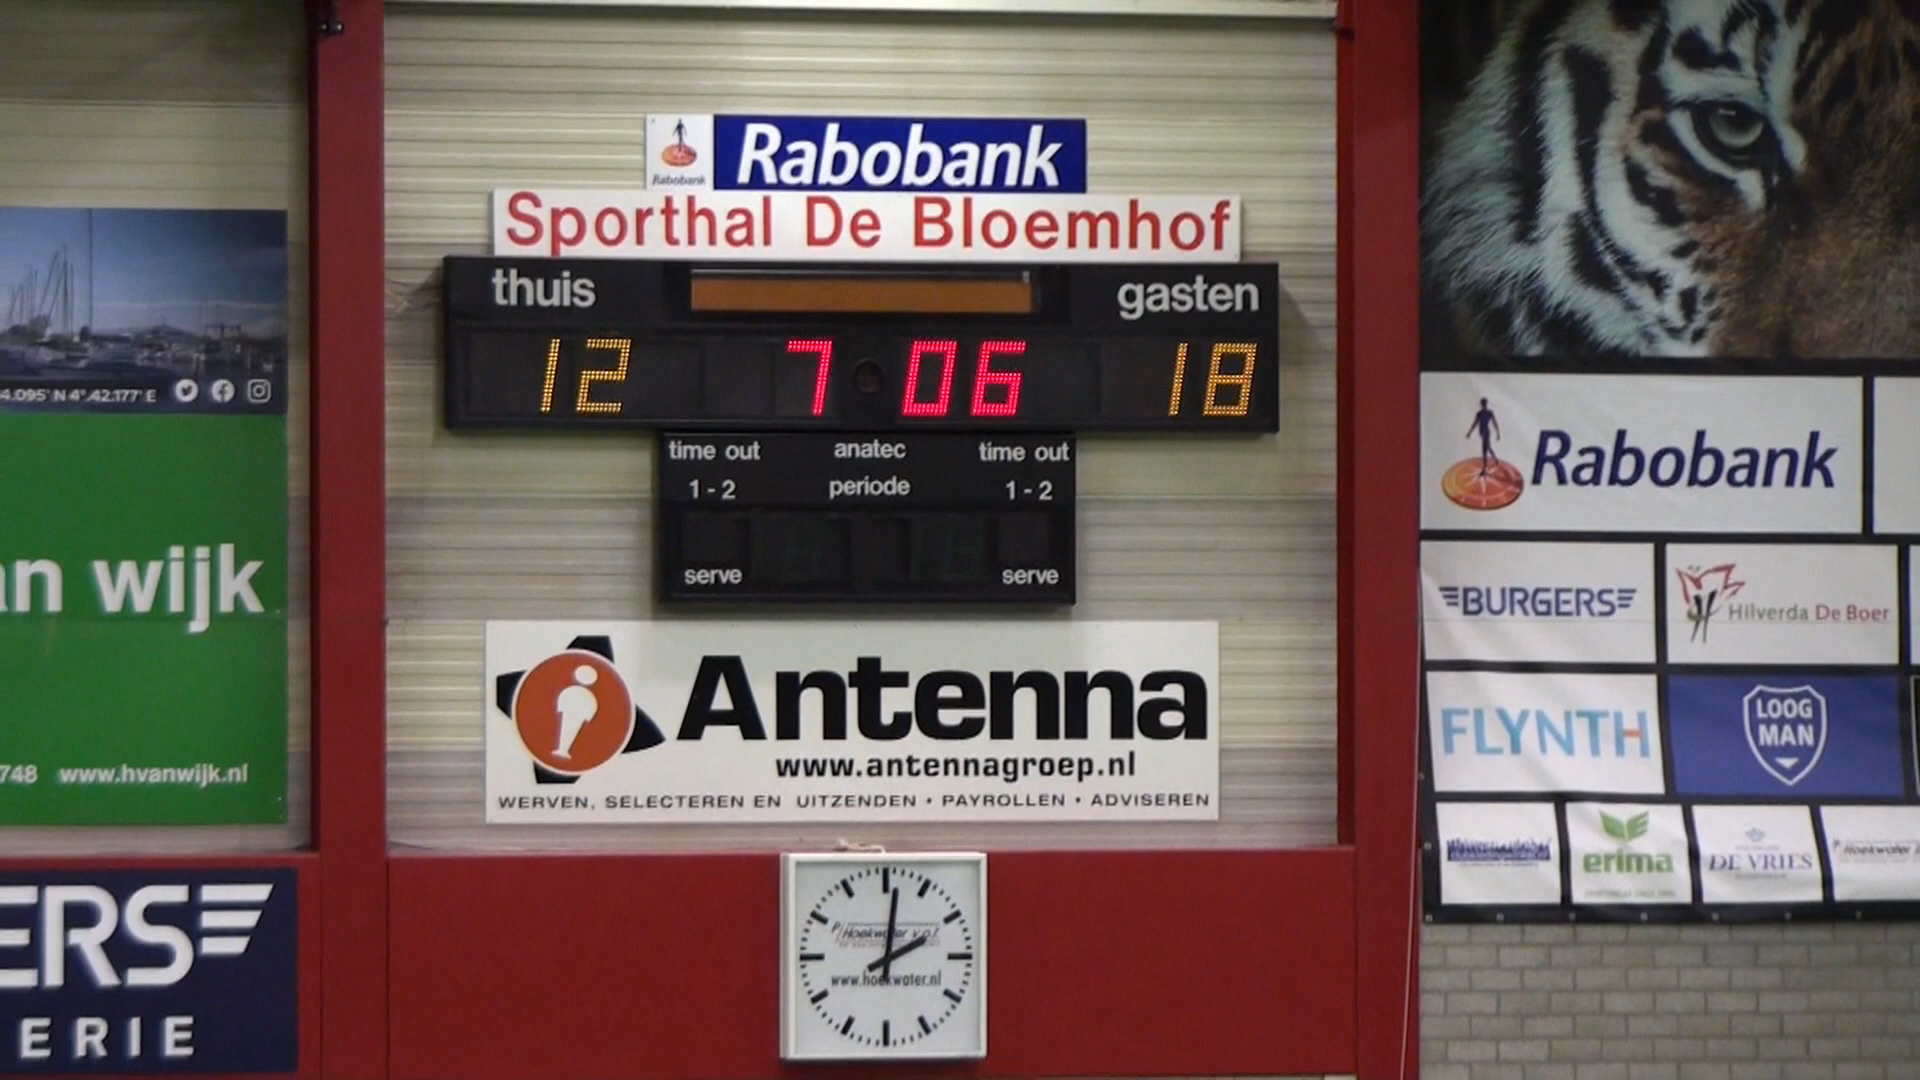 Rabobank
Rabobank
Sporthal De Bloemhof
thuis
gasten
12
7 06
18
time out
anatec
time out
1 - 2
periode
1 - 2
serve
serve
Antenna
www.antennagroep.nl
WERVEN, SELECTEREN EN UITZENDEN • PAYROLLEN • ADVISEREN
P Hoekwater v.o.f.
www.hoekwater.nl
4.095' N 4°.42.177' E
an wijk
748 www.hvanwijk.nl
ERS
ERIE
Rabobank
BURGERS
Hilverda De Boer
FLYNTH
LOOG
MAN
erima
DE VRIES
Hoekwater